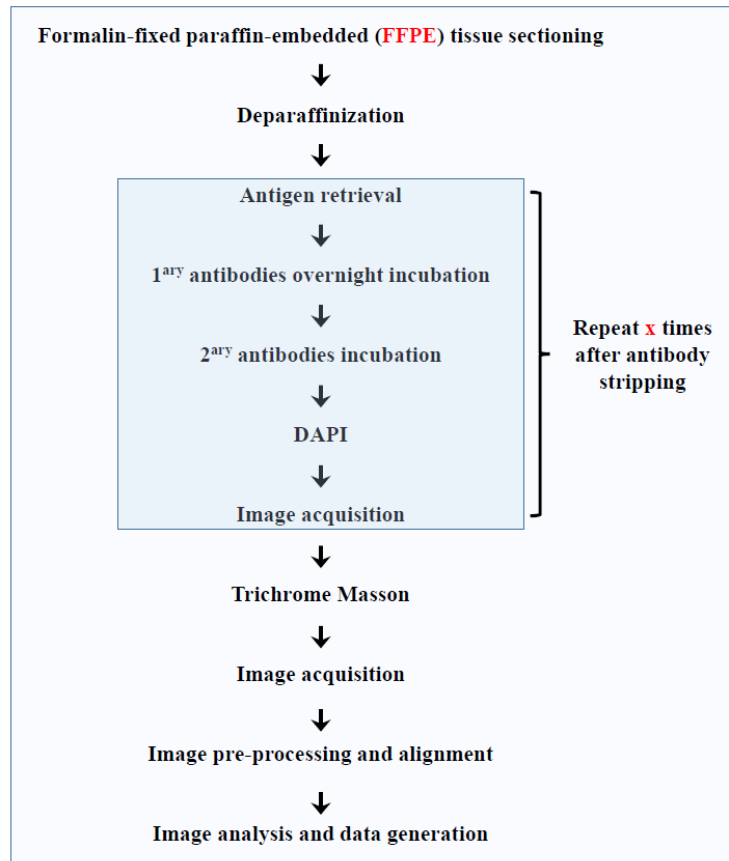 Formalin-fixed paraffin-embedded (FFPE) tissue sectioning
Deparaffinization
Antigen retrieval
1ary antibodies overnight incubation
2ary antibodies incubation
DAPI
Image acquisition
Repeat x times
after antibody
stripping
Trichrome Masson
Image acquisition
Image pre-processing and alignment
Image analysis and data generation